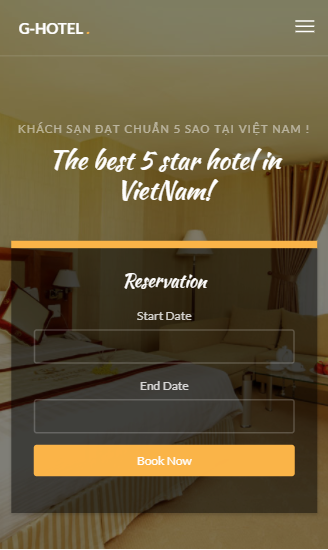 G-HOTEL .
KHÁCH SẠN ĐẠT CHUẨN 5 SAO TẠI VIỆT NAM !
The best 5 star hotel in
VietNam!
Reservation
Start Date
End Date
Book Now